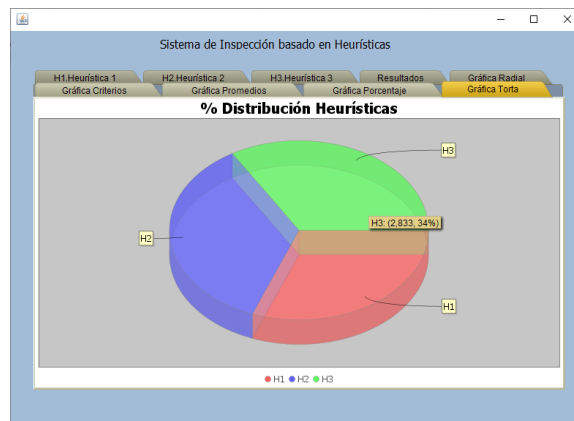 Sistema de Inspección basado en Heurísticas
H1.Heurística 1
H2.Heurística 2
H3.Heurística 3
Resultados
Gráfica Radial
Gráfica Criterios
Gráfica Promedios
Gráfica Porcentaje
Gráfica Torta
% Distribución Heurísticas
H3
H3: (2,833, 34%)
H2
H1
H1 H2 H3